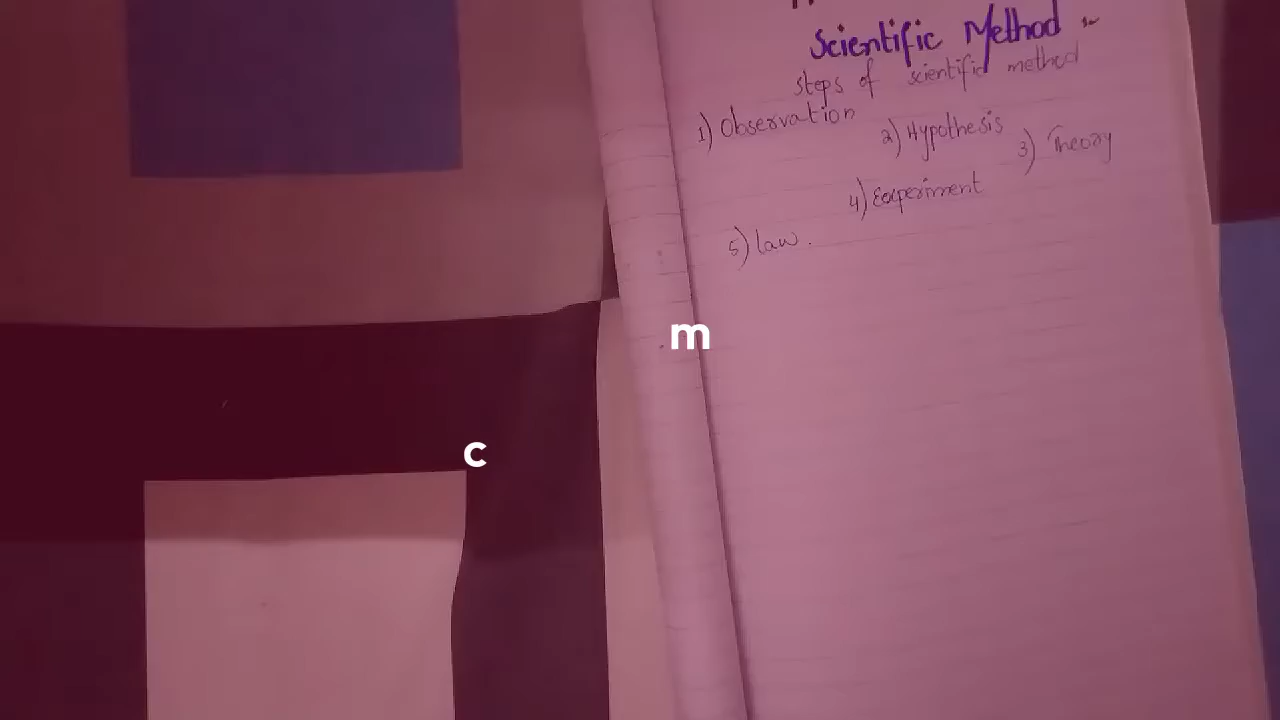 Scientific Method :~
Steps of scientific method
1) Observation
2) Hypothesis
3) Theory
4) Experiment
5) Law.
m
c